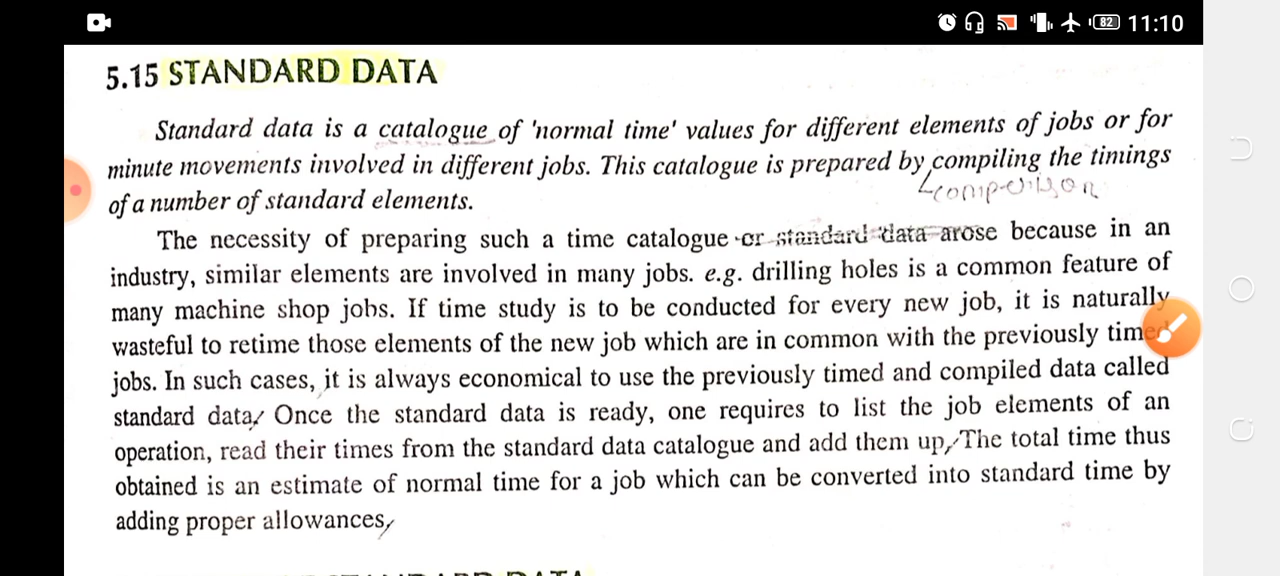 82 11:10
5.15 STANDARD DATA
Standard data is a catalogue of 'normal time' values for different elements of jobs or for
minute movements involved in different jobs. This catalogue is prepared by compiling the timings
comparison
of a number of standard elements.
The necessity of preparing such a time catalogue or standard data arose because in an
industry, similar elements are involved in many jobs. e.g. drilling holes is a common feature of
many machine shop jobs. If time study is to be conducted for every new job, it is naturally
wasteful to retime those elements of the new job which are in common with the previously timed
jobs. In such cases, it is always economical to use the previously timed and compiled data called
standard data. Once the standard data is ready, one requires to list the job elements of an
operation, read their times from the standard data catalogue and add them up. The total time thus
obtained is an estimate of normal time for a job which can be converted into standard time by
adding proper allowances.
STANDARD DATA